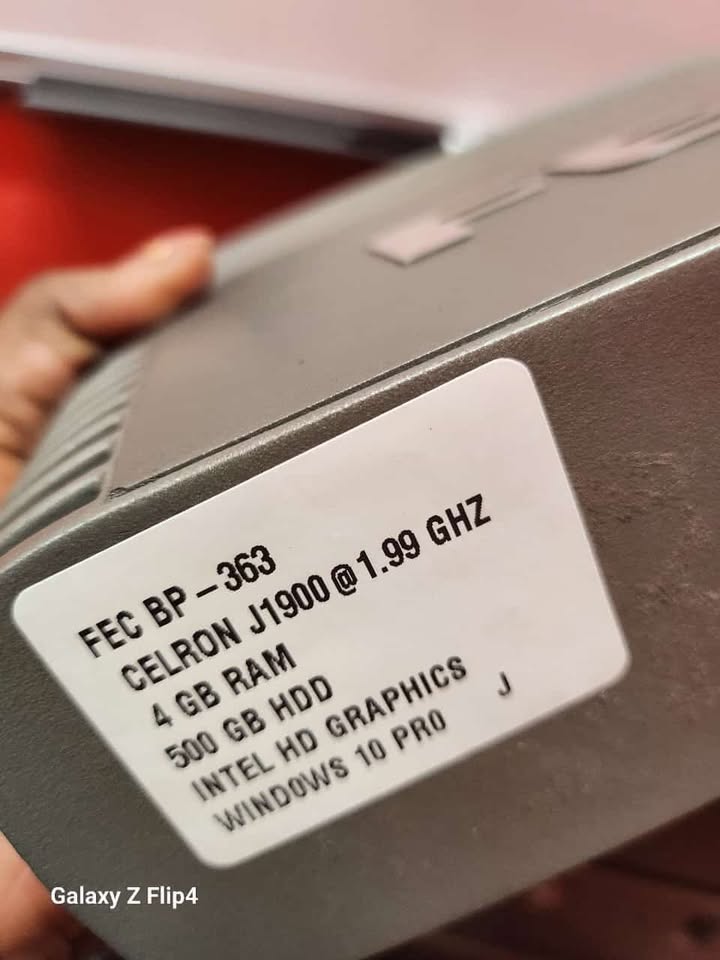 FEC BP – 363
CELRON J1900 @ 1.99 GHZ
4 GB RAM
500 GB HDD
INTEL HD GRAPHICS
WINDOWS 10 PRO J
Galaxy Z Flip4